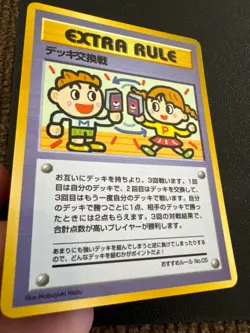 EXTRA RULE
デッキ交換戦
P
お互いにデッキを持ちより、3回戦います。1回
目は自分のデッキで、2回目はデッキを交換して、
3回目はもう一度自分のデッキで戦います。自分の
デッキで勝つごとに1点、相手のデッキで勝っ
たときには2点もらえます。3回の対戦結果で、
合計点数が高いプレイヤーが勝利します。
あまりにも強いデッキを組んでしまうと逆に負けてしまったりする
ので、どんなデッキを組むかがポイントだよ!
おすすめルール No.05
Illus. Nobuyuki Habu